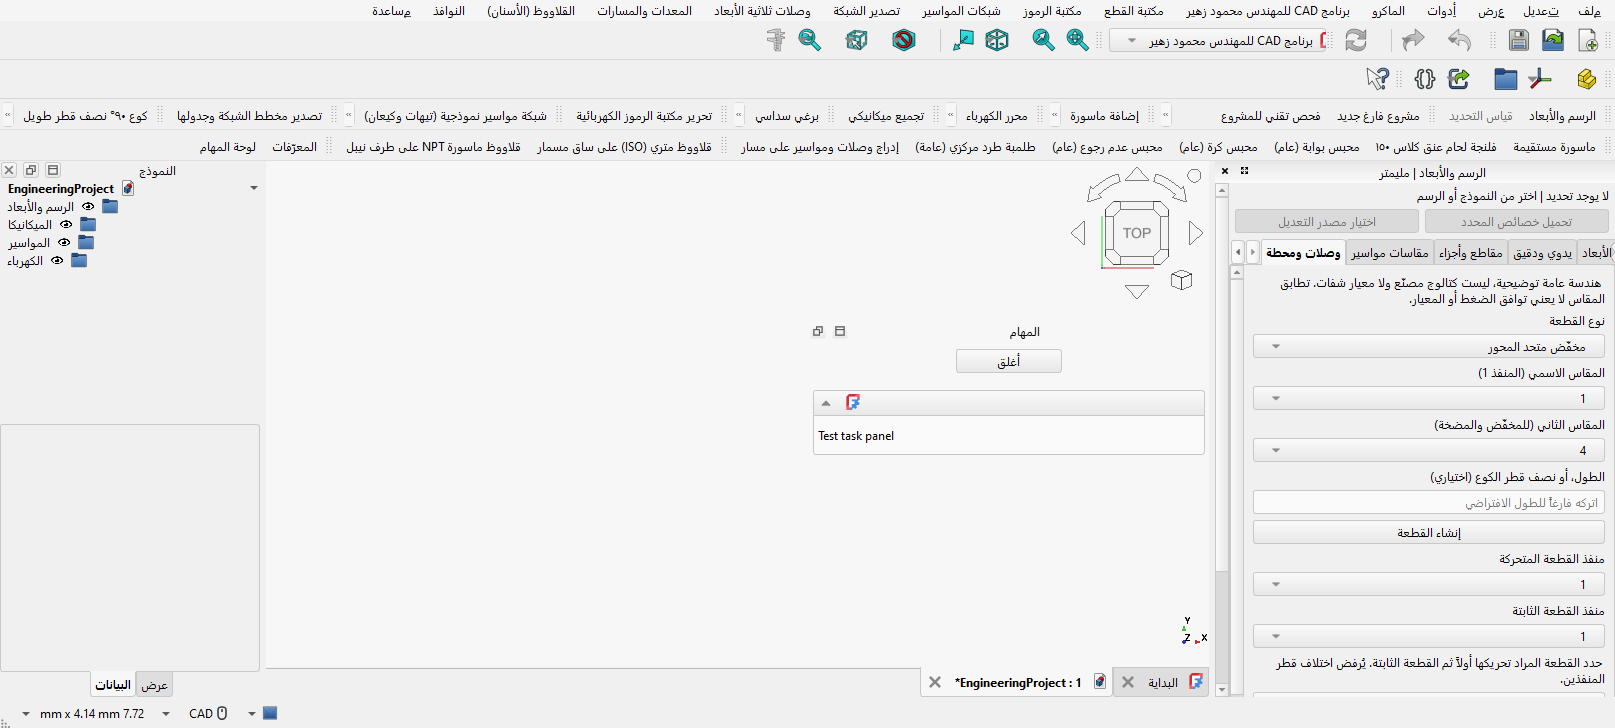 ملف تعديل عرض أدوات الماكرو برنامج CAD للمهندس محمود زهير مكتبة القطع مكتبة الرموز شبكات المواسير تصدير الشبكة وصلات ثلاثية الأبعاد المعدات والمسارات القلاووظ (الأسنان) النوافذ مساعدة
برنامج CAD للمهندس محمود زهير
الرسم والأبعاد قياس التحديد مشروع فارغ جديد فحص تقني للمشروع إضافة ماسورة محرر الكهرباء تجميع ميكانيكي برغي سداسي تحرير مكتبة الرموز الكهربائية شبكة مواسير نموذجية (تيهات وكيعان) تصدير مخطط الشبكة وجدولها كوع ٩٠° نصف قطر طويل
ماسورة مستقيمة فلنجة لحام عنق كلاس ١٥٠ محبس بوابة (عام) محبس كرة (عام) محبس عدم رجوع (عام) طلمبة طرد مركزي (عامة) إدراج وصلات ومواسير على مسار قلاووظ متري (ISO) على ساق مسمار قلاووظ ماسورة NPT على طرف نيبل المعرّفات لوحة المهام
الرسم والأبعاد | مليمتر
لا يوجد تحديد | اختر من النموذج أو الرسم
تحميل خصائص المحدد
اختيار مصدر التعديل
الأبعاد يدوي ودقيق مقاطع وأجزاء مقاسات مواسير وصلات ومحطة
هندسة عامة توضيحية، ليست كتالوج مصنّع ولا معيار شفات. تطابق
المقاس لا يعني توافق الضغط أو المعيار.
نوع القطعة
مخفّض متحد المحور
المقاس الاسمي (المنفذ 1)
1
المقاس الثاني (للمخفّض والمضخة)
4
الطول، أو نصف قطر الكوع (اختياري)
اتركه فارغاً للطول الافتراضي
إنشاء القطعة
منفذ القطعة المتحركة
1
منفذ القطعة الثابتة
1
حدد القطعة المراد تحريكها أولاً ثم القطعة الثابتة. يُرفض اختلاف قطر
المنفذين.
TOP
المهام
أغلق
Test task panel
Y
Z X
البداية
EngineeringProject : 1*
النموذج
EngineeringProject
الرسم والأبعاد
الميكانيكا
المواسير
الكهرباء
عرض البيانات
CAD
mm x 4.14 mm 7.72